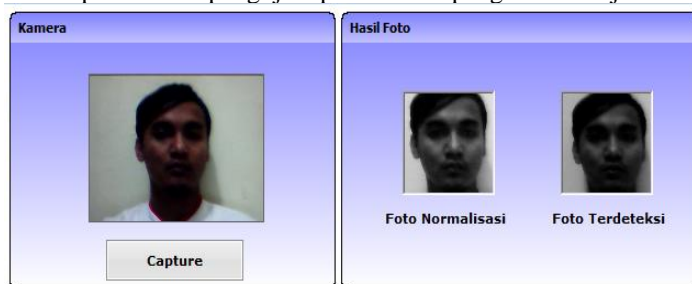 Kamera
Hasil Foto
Foto Normalisasi
Foto Terdeteksi
Capture